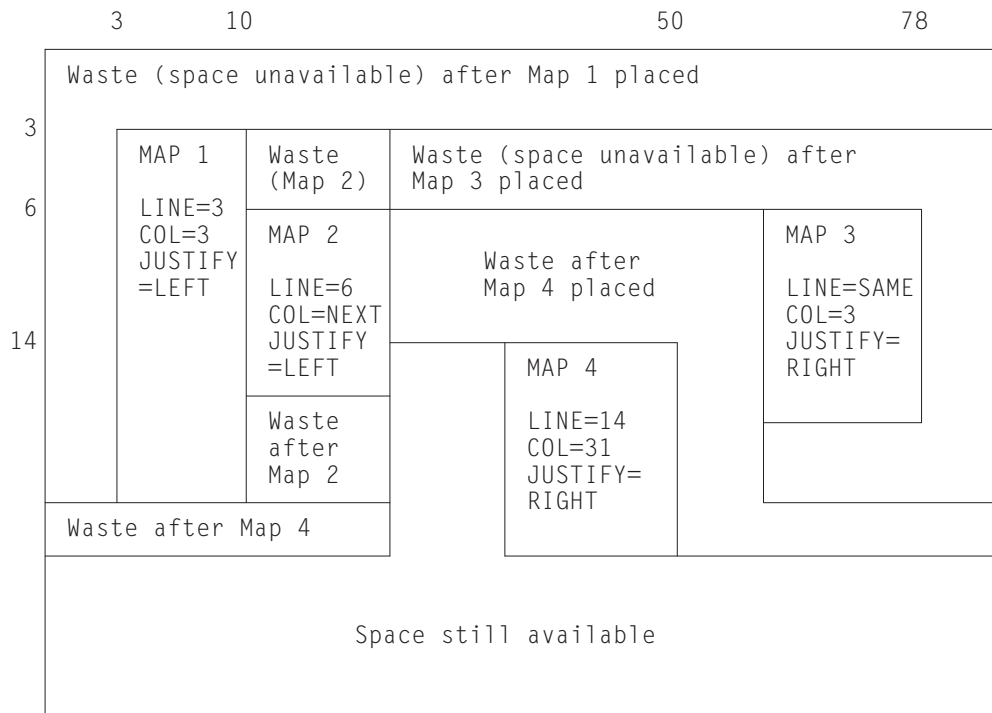 3 10 50 78
Waste (space unavailable) after Map 1 placed
3
MAP 1
LINE=3
COL=3
JUSTIFY
=LEFT
Waste
(Map 2)
Waste (space unavailable) after
Map 3 placed
6
MAP 2
LINE=6
COL=NEXT
JUSTIFY
=LEFT
Waste after
Map 4 placed
MAP 3
LINE=SAME
COL=3
JUSTIFY=
RIGHT
14
MAP 4
LINE=14
COL=31
JUSTIFY=
RIGHT
Waste
after
Map 2
Waste after Map 4
Space still available